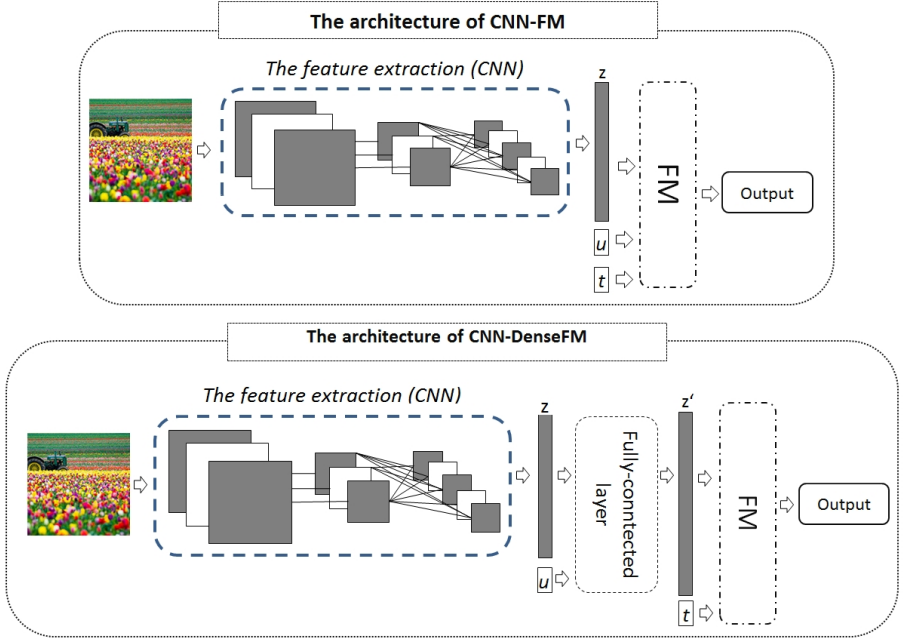 The architecture of CNN-FM
The feature extraction (CNN)
z
FM
Output
u
t
The architecture of CNN-DenseFM
The feature extraction (CNN)
z
Fully-conntected
layer
z‘
FM
Output
u
t